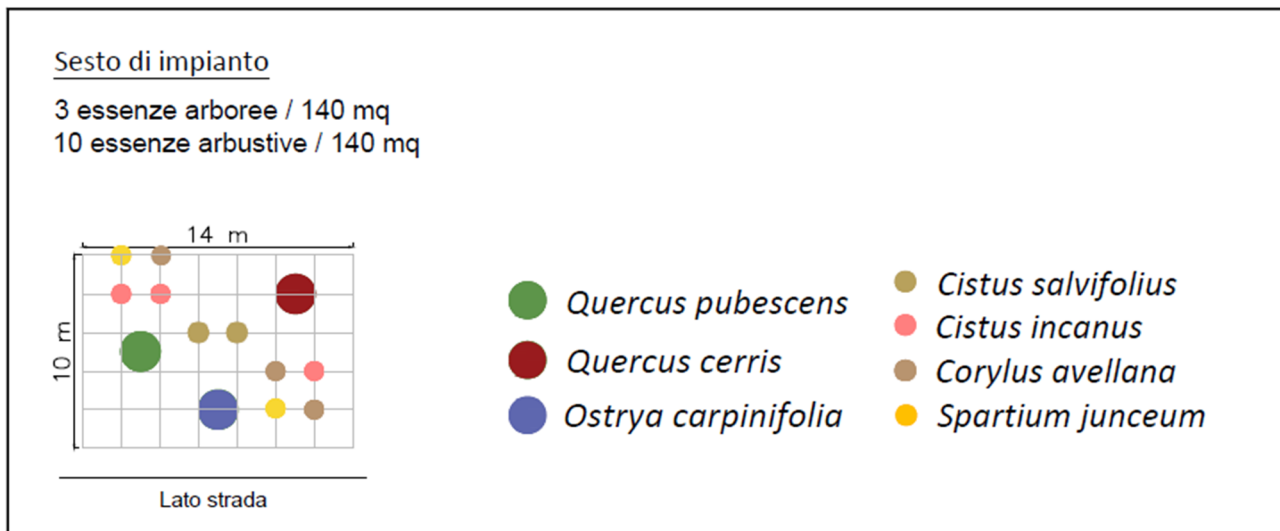 Sesto di impianto
3 essenze arboree / 140 mq
10 essenze arbustive / 140 mq
14 m
10 m
Lato strada
Quercus pubescens
Quercus cerris
Ostrya carpinifolia
Cistus salvifolius
Cistus incanus
Corylus avellana
Spartium junceum